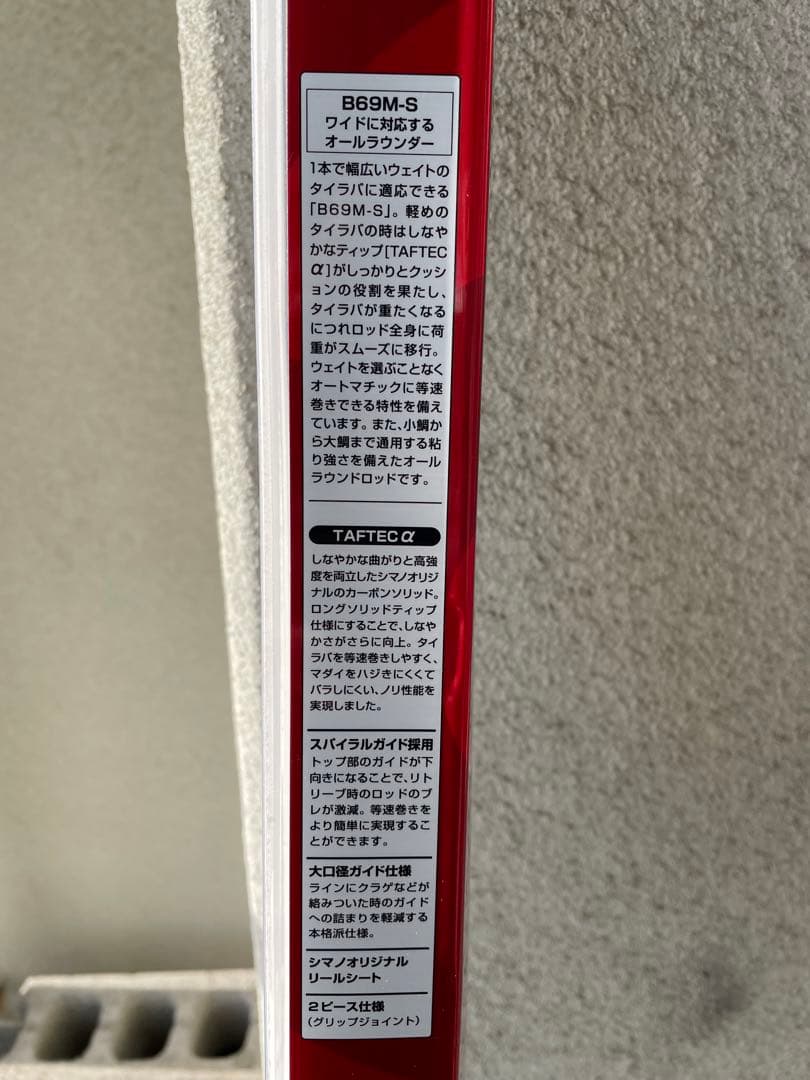 B69M-S
ワイドに対応する
オールラウンダー
1本で幅広いウェイトの
タイラバに適応できる
「B69M-S」。軽めの
タイラバの時はしなや
かなティップ[TAFTEC
α]がしっかりとクッシ
ョンの役割を果たし、
タイラバが重たくなる
につれロッド全身に荷
重がスムーズに移行。
ウェイトを選ぶことなく
オートマチックに等速
巻きできる特性を備え
ています。また、小鯛か
ら大鯛まで通用する粘
り強さを備えたオール
ラウンドロッドです。
TAFTEC α
しなやかな曲がりと高強
度を両立したシマノオリジ
ナルのカーボンソリッド。
ロングソリッドティップ
仕様にすることで、しなや
かさがさらに向上。タイ
ラバを等速巻きしやすく、
マダイをハジきにくくて
バラしにくい、ノリ性能を
実現しました。
スパイラルガイド採用
トップ部のガイドが下
向きになることで、リト
リーブ時のロッドのブ
レが激減。等速巻きを
より簡単に実現するこ
とができます。
大口径ガイド仕様
ラインにクラゲなどが
絡みついた時のガイド
への詰まりを軽減する
本格派仕様。
シマノオリジナル
リールシート
2ピース仕様
(グリップジョイント)